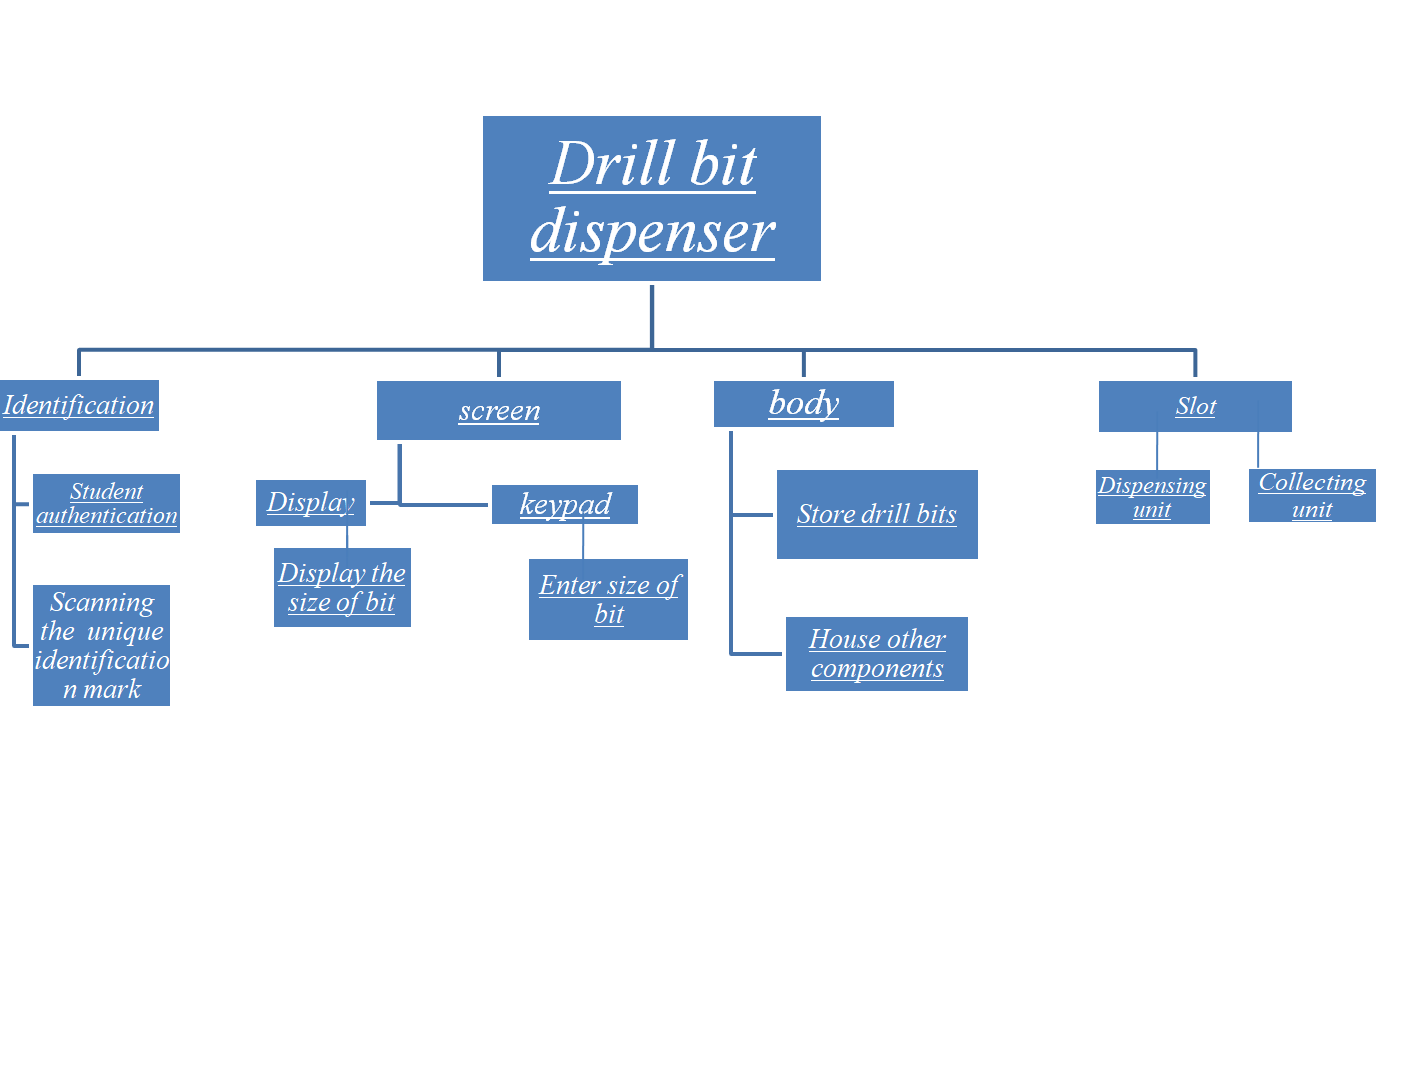 Drill bit
dispenser
Identification
screen
body
Slot
Student
authentication
Display
keypad
Store drill bits
Dispensing
unit
Collecting
unit
Scanning
the unique
identificatio
n mark
Display the
size of bit
Enter size of
bit
House other
components